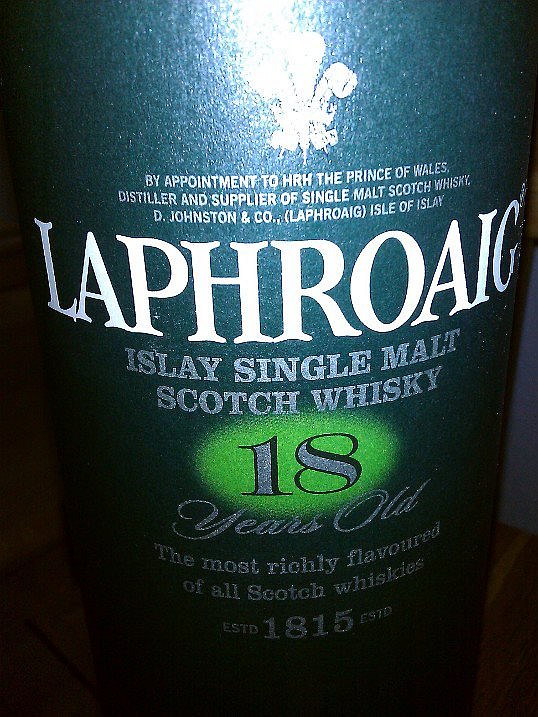 BY APPOINTMENT TO HRH THE PRINCE OF WALES,
DISTILLER AND SUPPLIER OF SINGLE MALT SCOTCH WHISKY,
D. JOHNSTON & CO., (LAPHROAIG) ISLE OF ISLAY
LAPHROAIG®
ISLAY SINGLE MALT
SCOTCH WHISKY
18
Years Old
The most richly flavoured
of all Scotch whiskies
ESTD 1815 ESTD